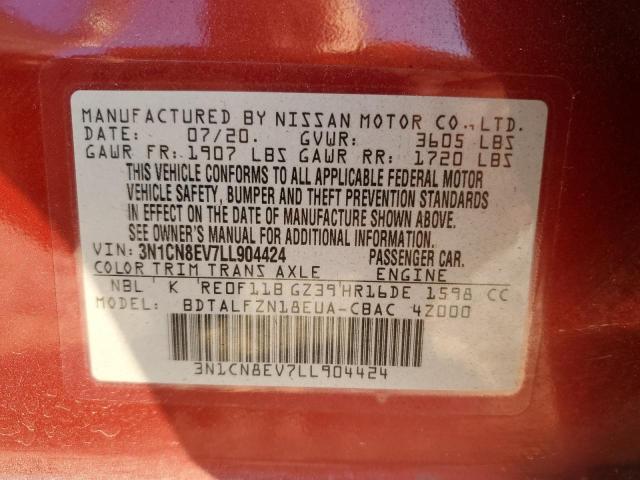 MANUFACTURED BY NISSAN MOTOR CO., LTD.
DATE: 07/20. GVWR: 3605 LBS
GAWR FR: 1907 LBS GAWR RR: 1720 LBS
THIS VEHICLE CONFORMS TO ALL APPLICABLE FEDERAL MOTOR
VEHICLE SAFETY, BUMPER AND THEFT PREVENTION STANDARDS
IN EFFECT ON THE DATE OF MANUFACTURE SHOWN ABOVE.
SEE OWNER'S MANUAL FOR ADDITIONAL INFORMATION.
VIN: 3N1CN8EV7LL904424 PASSENGER CAR.
COLOR TRIM TRANS AXLE ENGINE
NBL K RE0F11B GZ39 HR16DE 1598 CC
MODEL: BDTALFZN18EUA-CBAC 4Z000
3N1CN8EV7LL904424